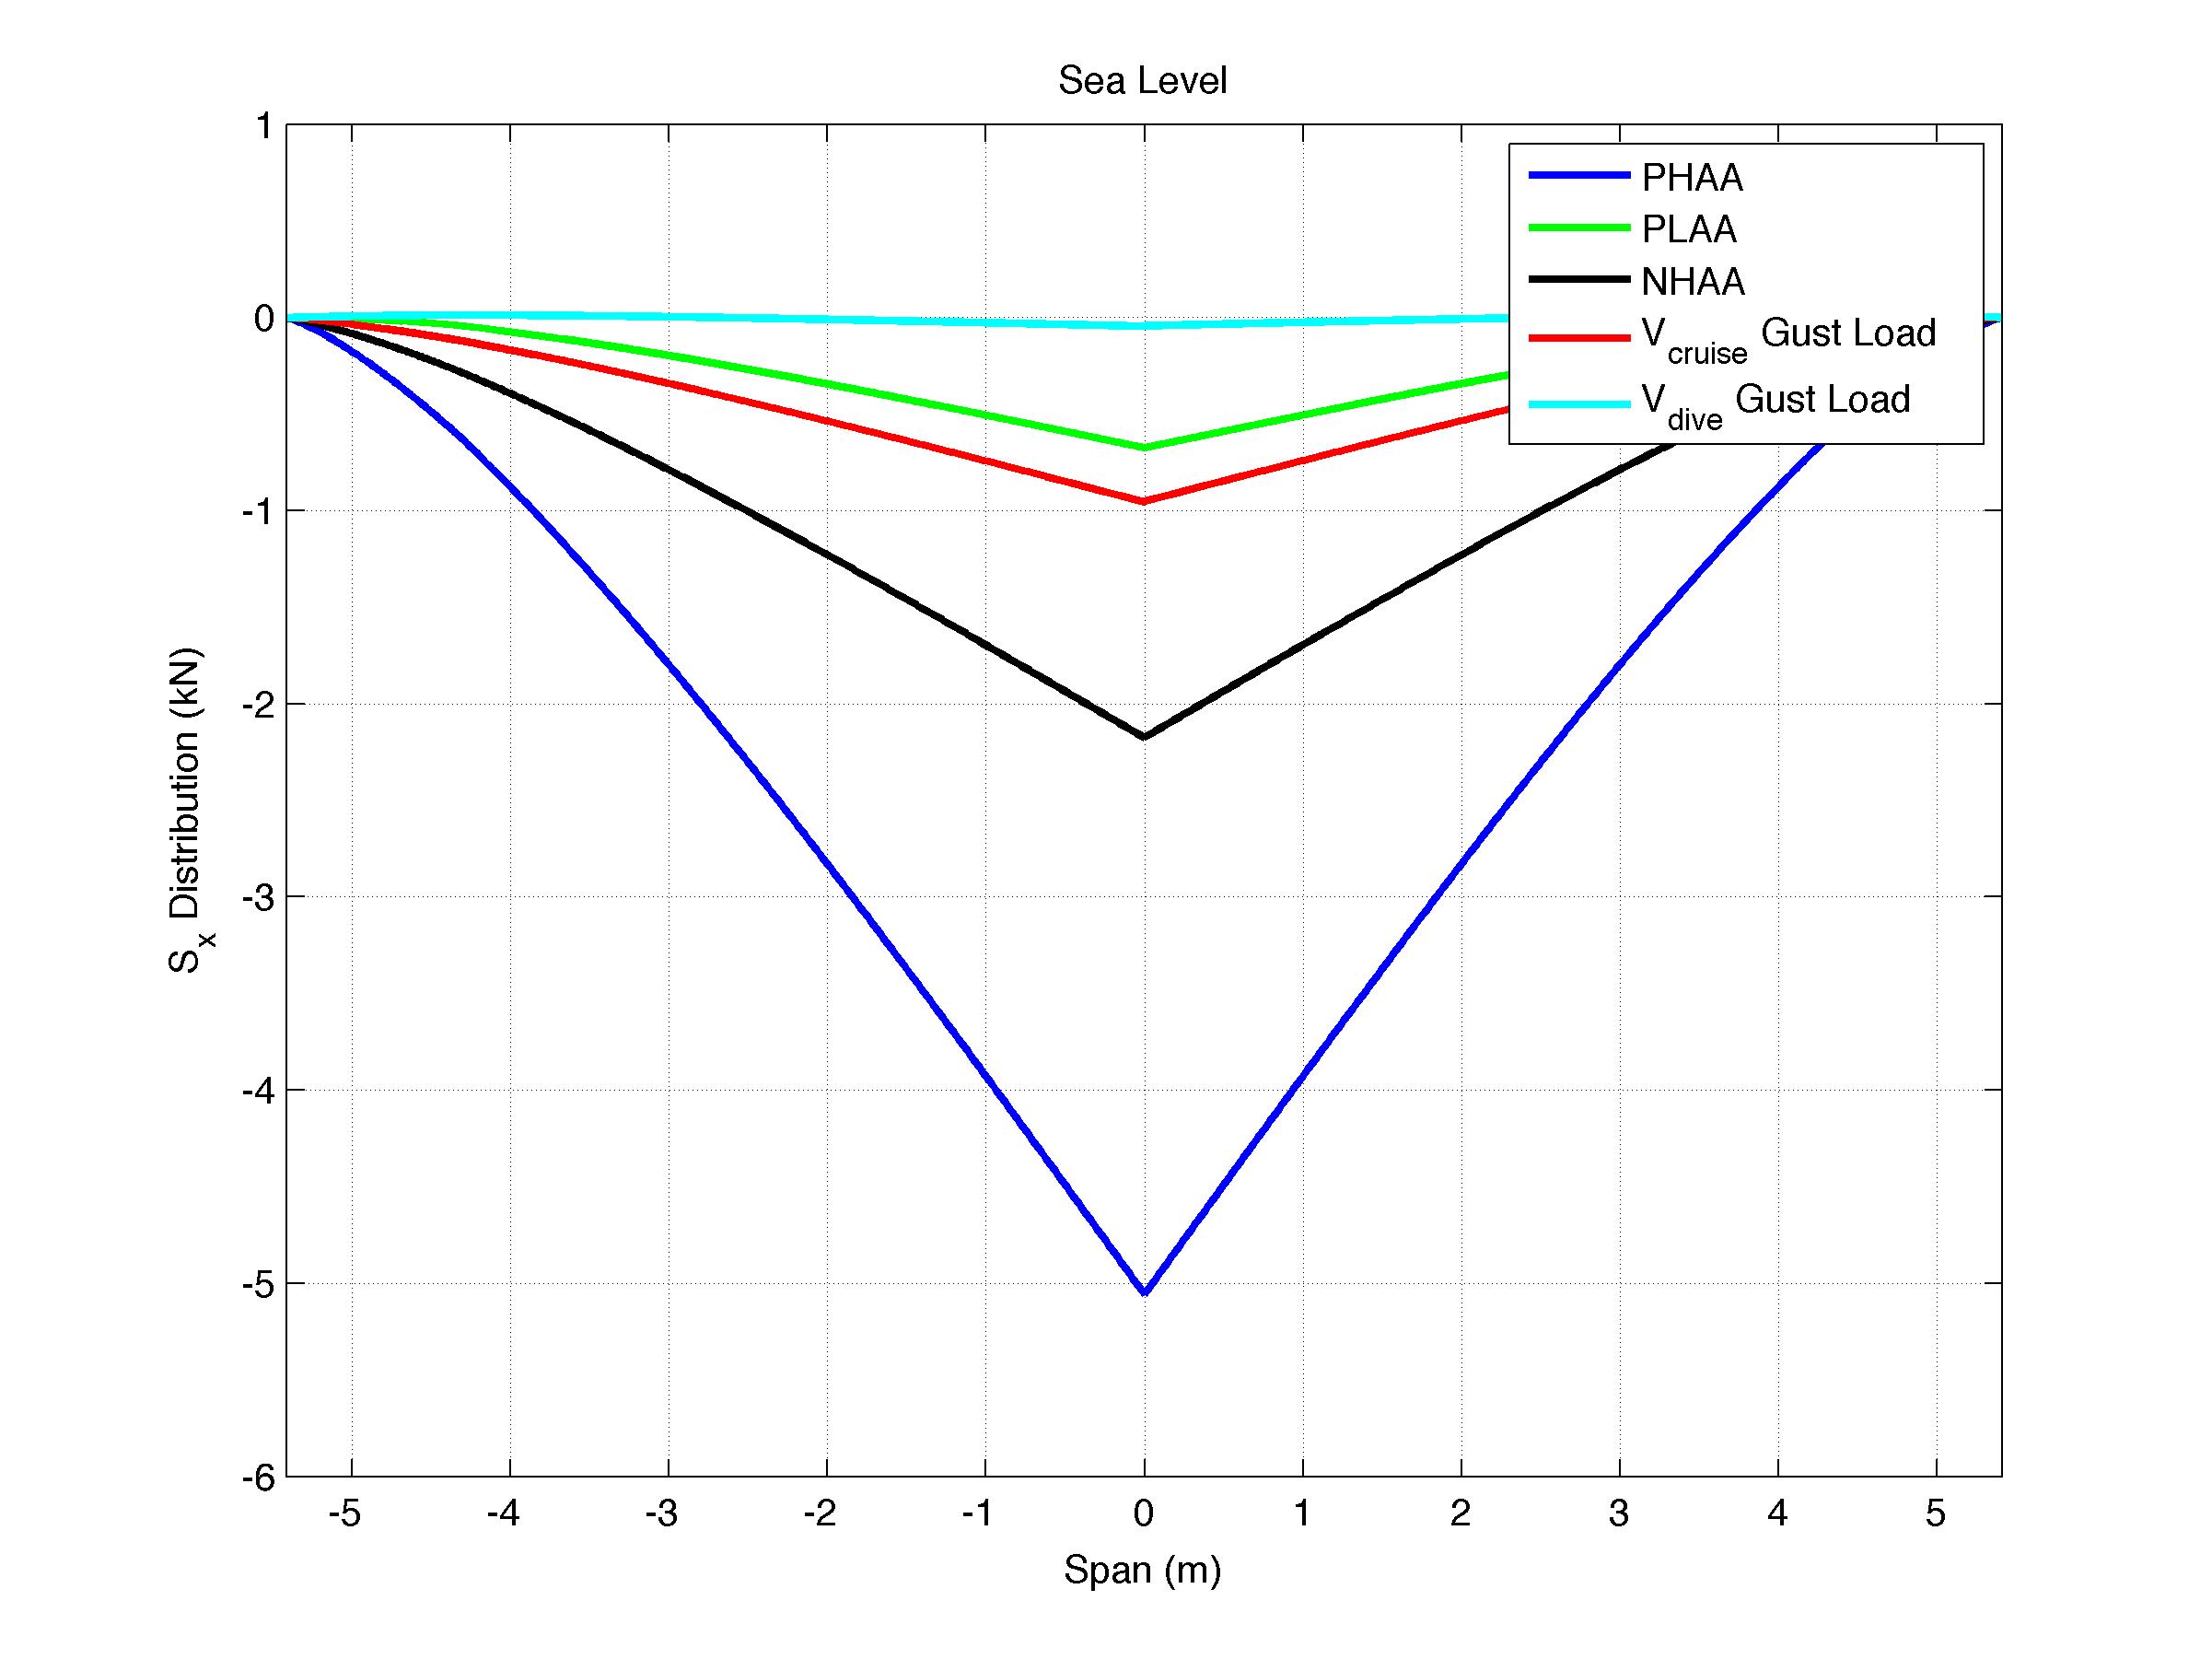 Sea Level
1
0
-1
-2
-3
-4
-5
-6
S_x Distribution (kN)
PHAA
PLAA
NHAA
V_cruise Gust Load
V_dive Gust Load
-5 -4 -3 -2 -1 0 1 2 3 4 5
Span (m)